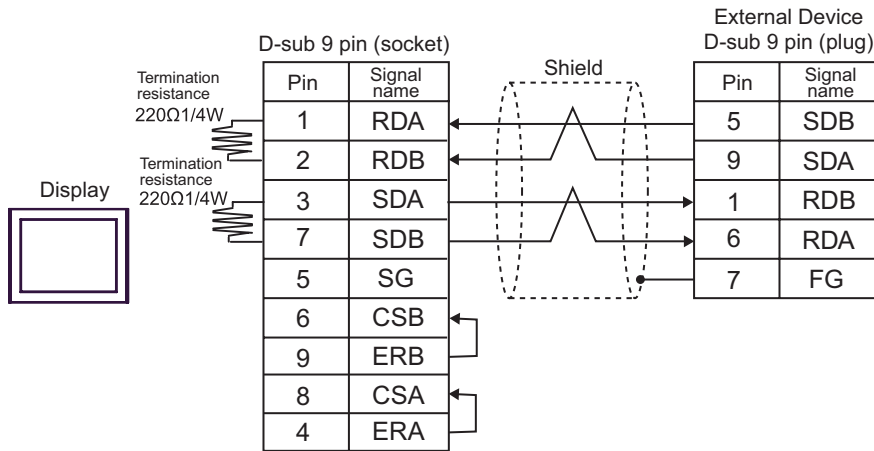 External Device
D-sub 9 pin (socket)
D-sub 9 pin (plug)
Termination
resistance
220Ω1/4W
Termination
resistance
220Ω1/4W
Display
Pin Signal name
1 RDA
2 RDB
3 SDA
7 SDB
5 SG
6 CSB
9 ERB
8 CSA
4 ERA
Shield
Pin Signal name
5 SDB
9 SDA
1 RDB
6 RDA
7 FG